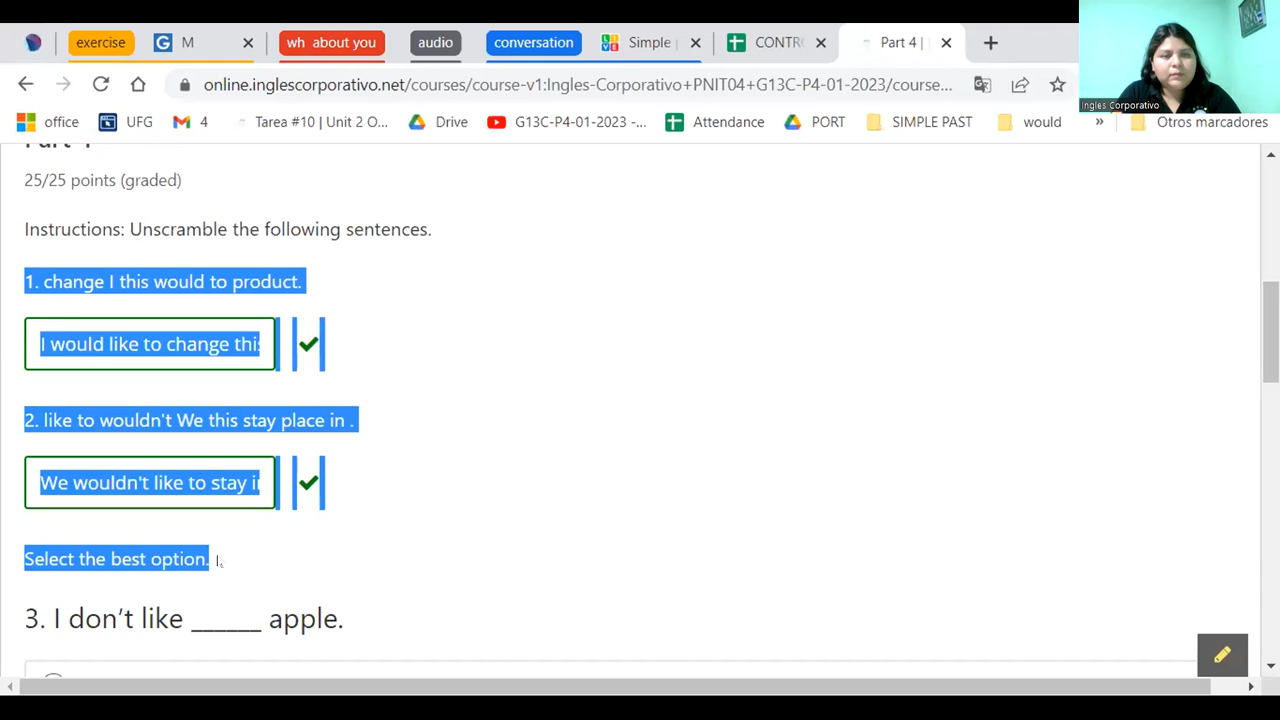 exercise
M
wh about you
audio
conversation
Simple
CONTR
Part 4 |
online.inglescorporativo.net/courses/course-v1:Ingles-Corporativo+PNIT04+G13C-P4-01-2023/course...
office
UFG
4
Tarea #10 | Unit 2 O...
Drive
G13C-P4-01-2023 -...
Attendance
PORT
SIMPLE PAST
would
»
Otros marcadores
Ingles Corporativo
25/25 points (graded)
Instructions: Unscramble the following sentences.
1. change I this would to product.
I would like to change this
2. like to wouldn't We this stay place in .
We wouldn't like to stay in
Select the best option.
3. I don't like ______ apple.